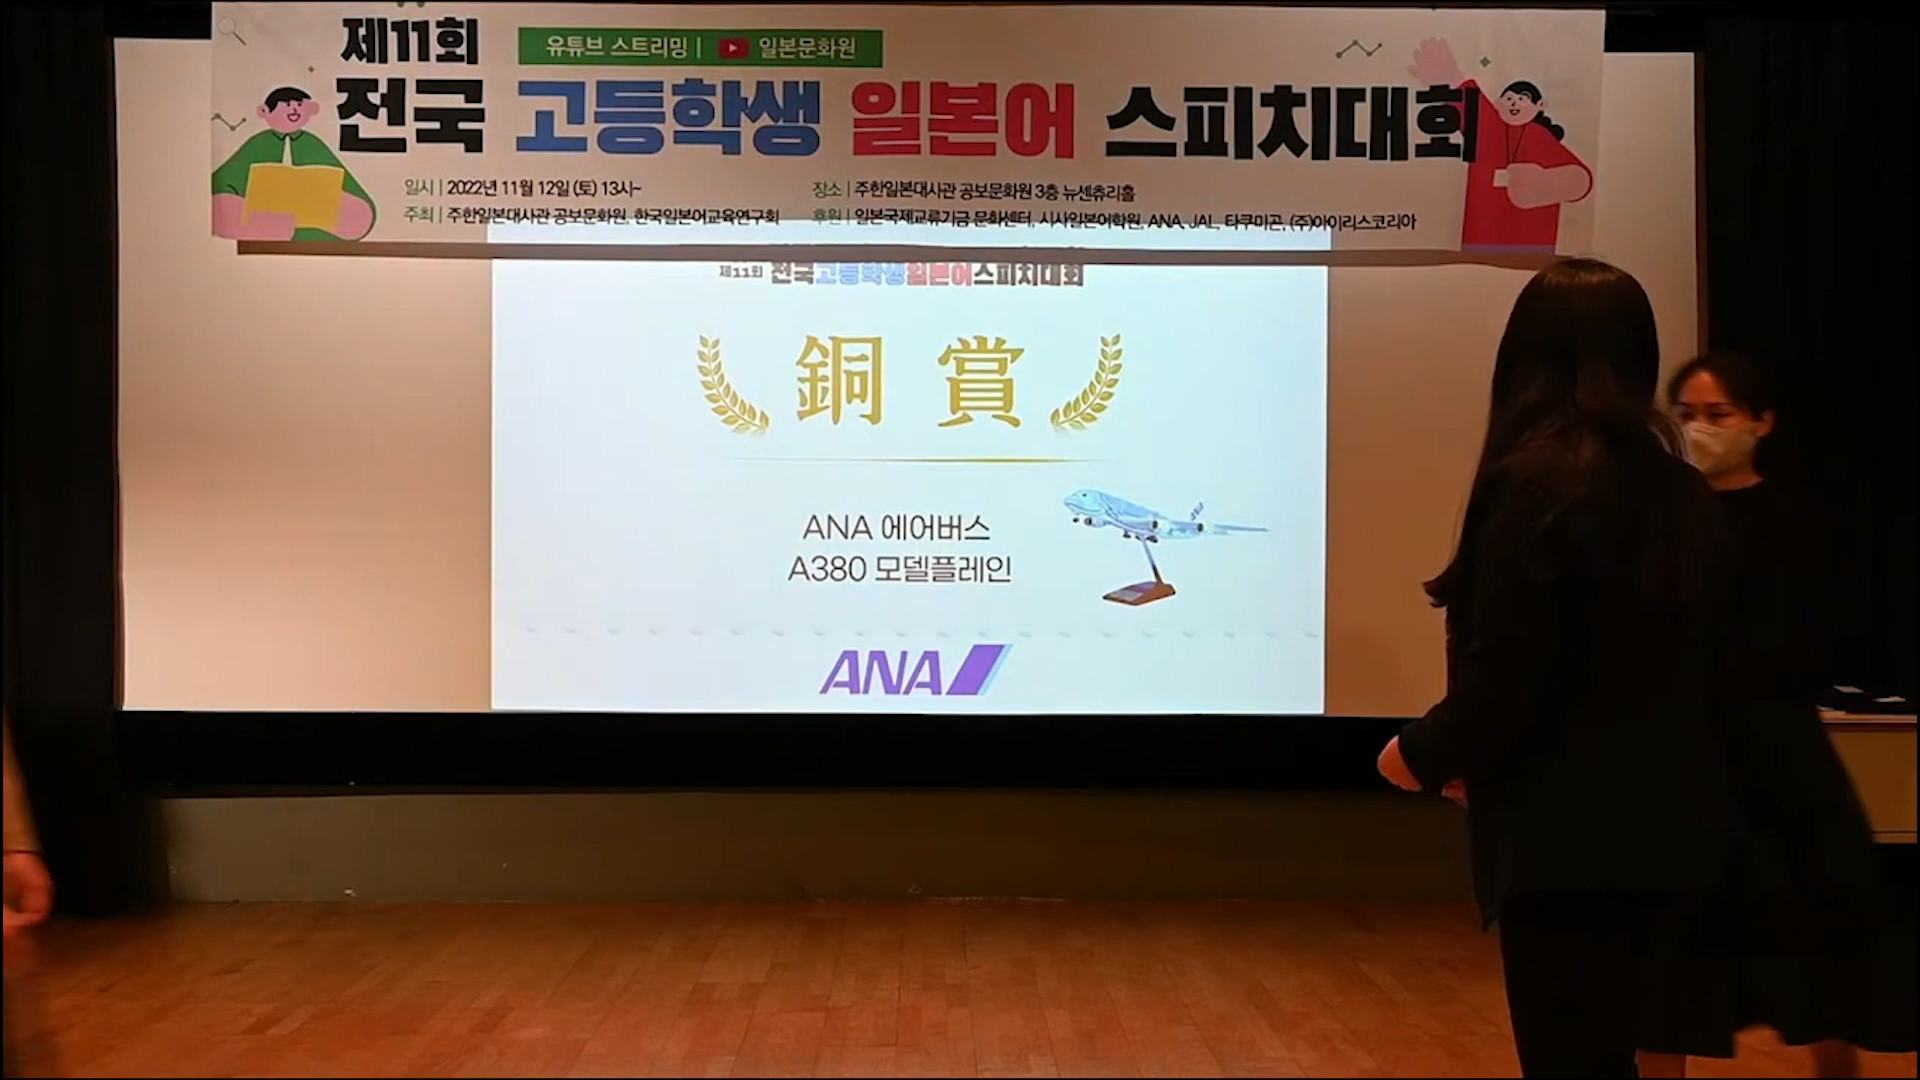 제11회
유튜브 스트리밍 | 일본문화원
전국 고등학생 일본어 스피치대회
일시 | 2022년 11월 12일 (토) 13시~
장소 | 주한일본대사관 공보문화원 3층 뉴센츄리홀
주최 | 주한일본대사관 공보문화원, 한국일본어교육연구회
후원 | 일본국제교류기금 문화센터, 시사일본어학원, ANA, JAL, 타쿠미곤, (주)아이리스코리아
제11회 전국고등학생일본어스피치대회
銅賞
ANA 에어버스
A380 모델플레인
ANA